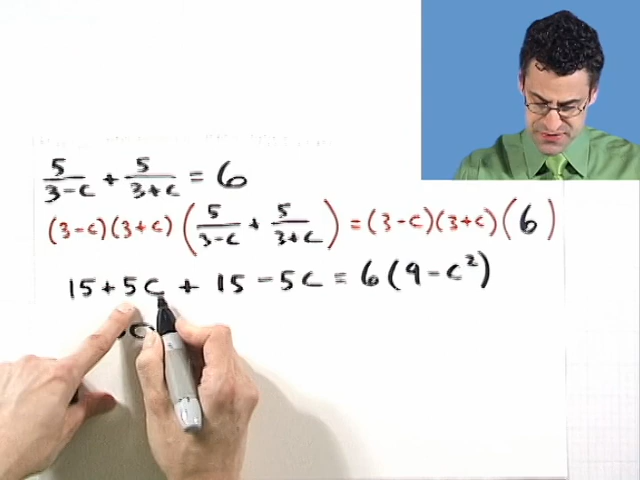 5/(3-c) + 5/(3+c) = 6
(3-c)(3+c)(5/(3-c) + 5/(3+c)) = (3-c)(3+c)(6)
15+5c + 15-5c = 6(9-c²)